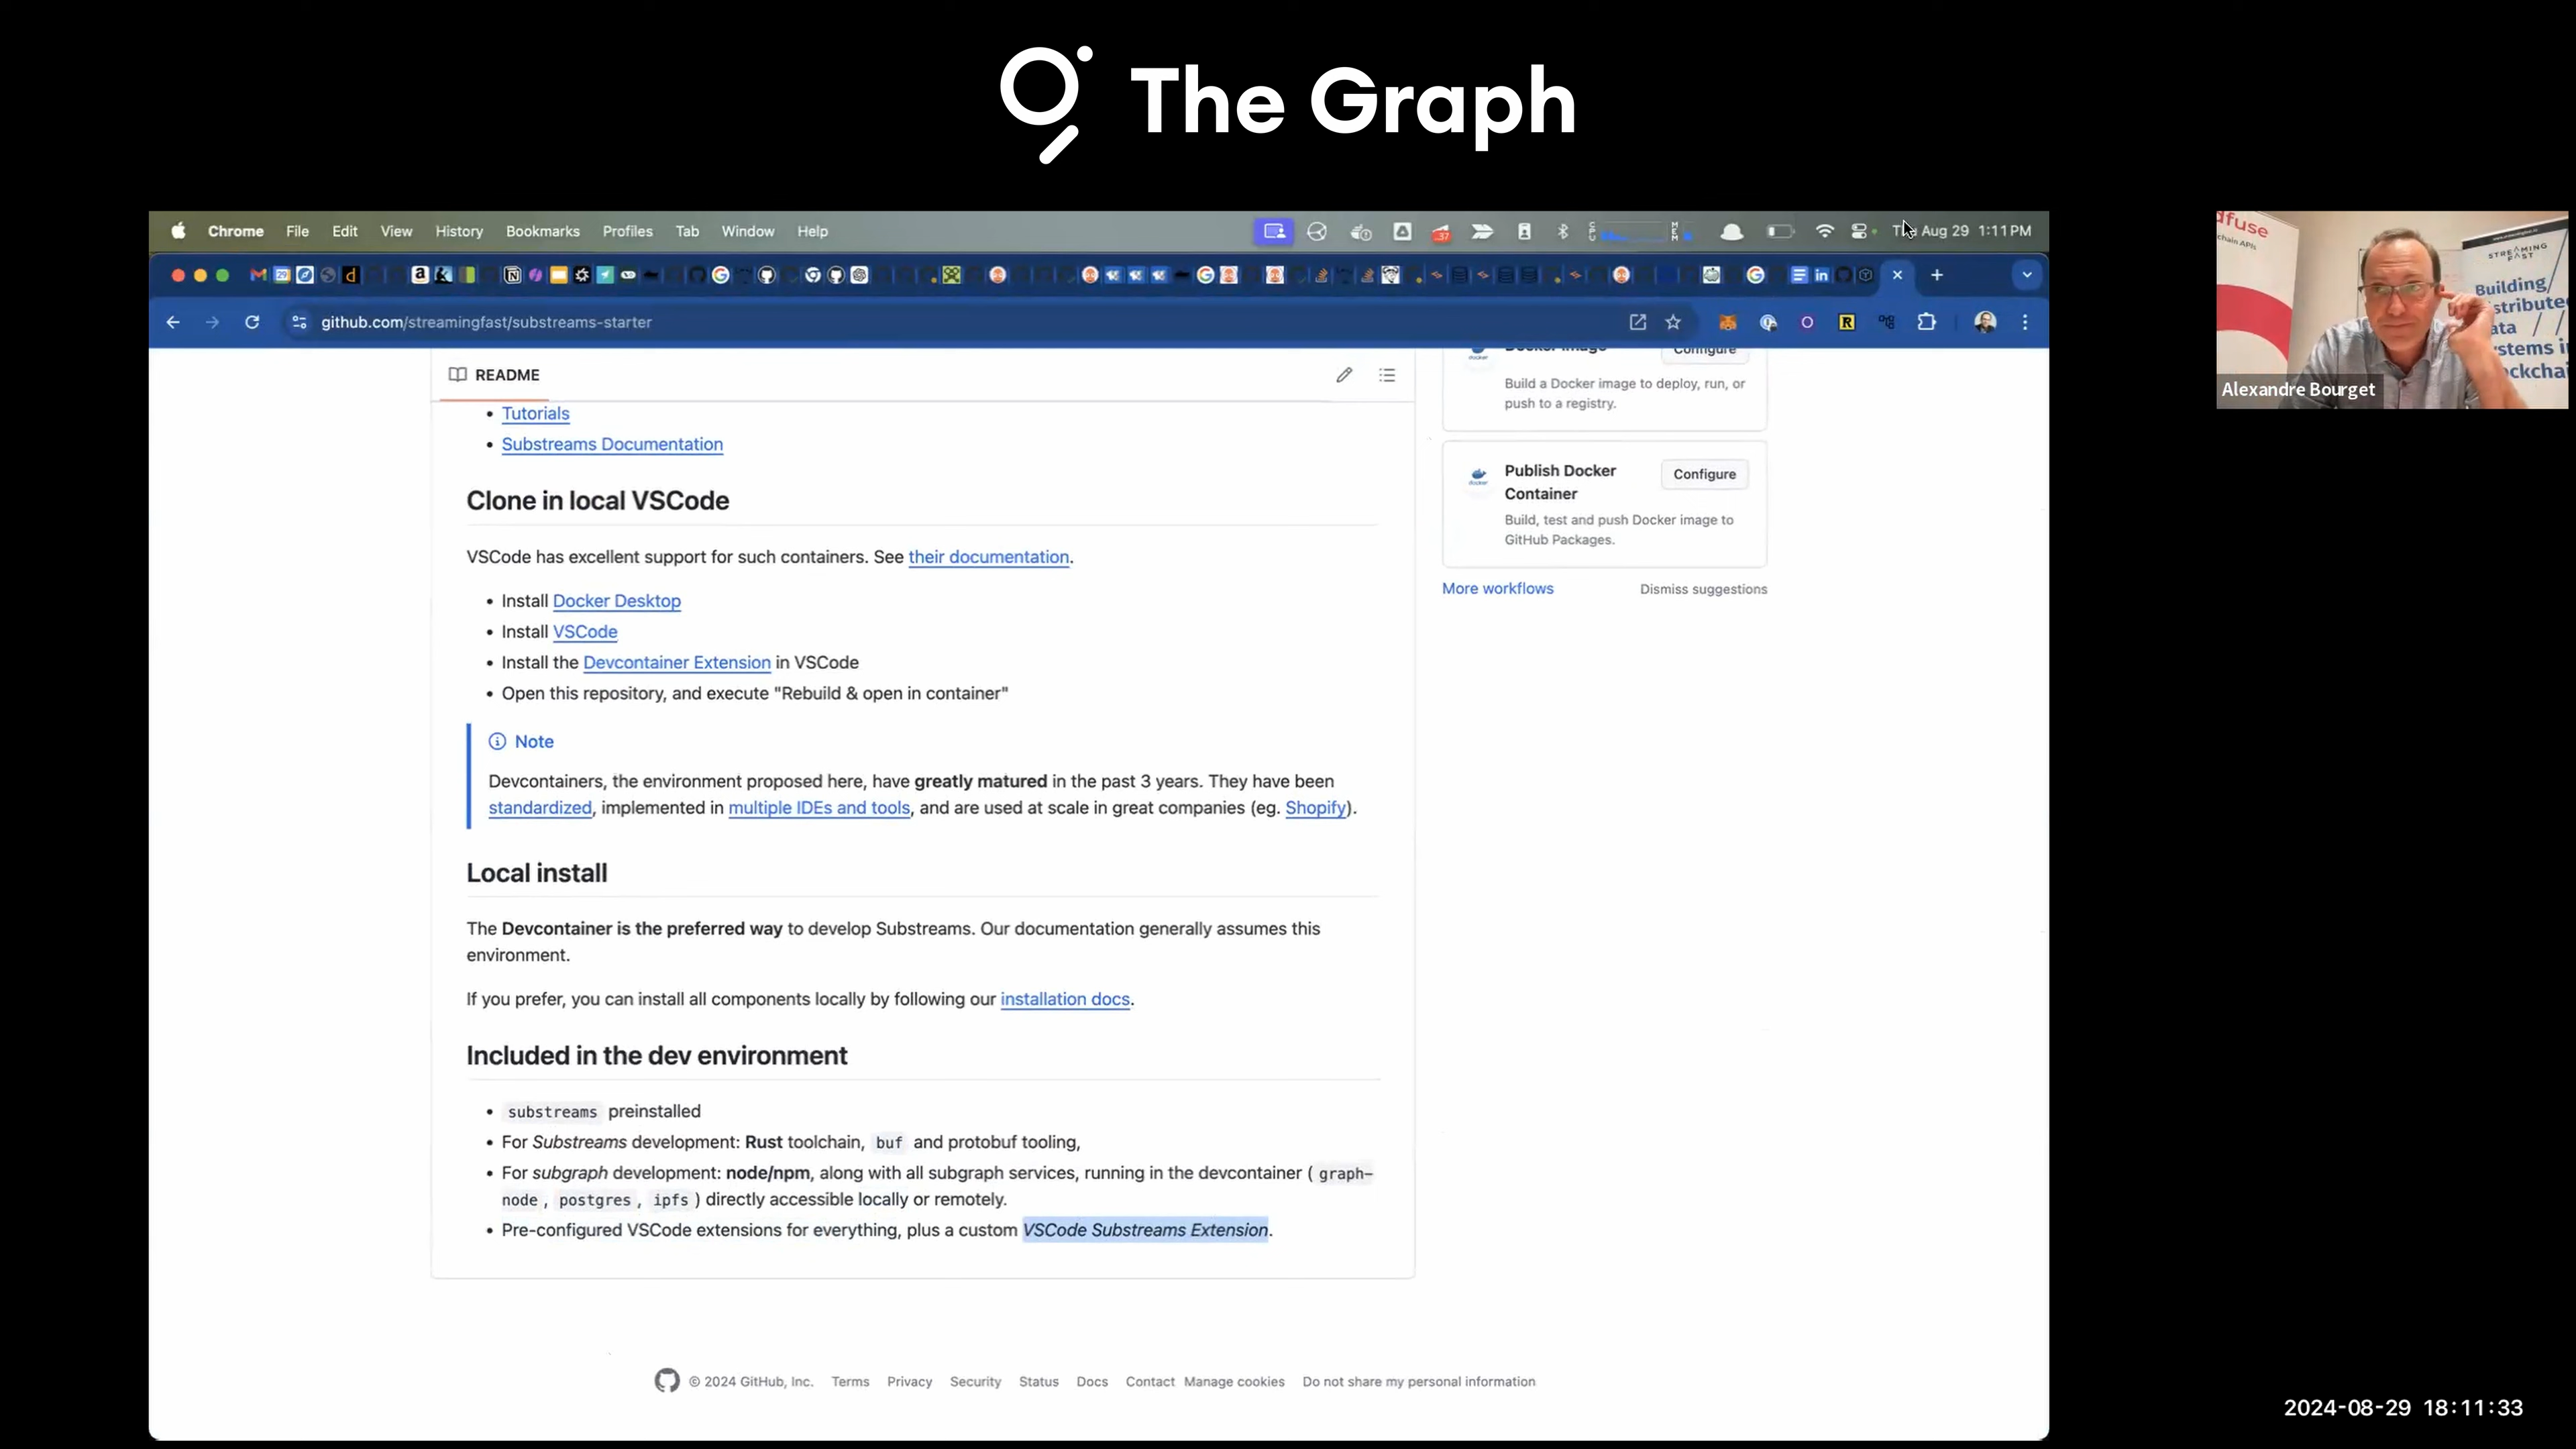 The Graph
Chrome File Edit View History Bookmarks Profiles Tab Window Help
Aug 29 1:11 PM
github.com/streamingfast/substreams-starter
README
Tutorials
Substreams Documentation
Clone in local VSCode
VSCode has excellent support for such containers. See their documentation.
Install Docker Desktop
Install VSCode
Install the Devcontainer Extension in VSCode
Open this repository, and execute "Rebuild & open in container"
Note
Devcontainers, the environment proposed here, have greatly matured in the past 3 years. They have been
standardized, implemented in multiple IDEs and tools, and are used at scale in great companies (eg. Shopify).
Local install
The Devcontainer is the preferred way to develop Substreams. Our documentation generally assumes this
environment.
If you prefer, you can install all components locally by following our installation docs.
Included in the dev environment
substreams preinstalled
For Substreams development: Rust toolchain, buf and protobuf tooling,
For subgraph development: node/npm, along with all subgraph services, running in the devcontainer ( graph-
node , postgres , ipfs ) directly accessible locally or remotely.
Pre-configured VSCode extensions for everything, plus a custom VSCode Substreams Extension.
Configure
Build a Docker image to deploy, run, or
push to a registry.
Publish Docker
Container
Configure
Build, test and push Docker image to
GitHub Packages.
More workflows Dismiss suggestions
© 2024 GitHub, Inc. Terms Privacy Security Status Docs Contact Manage cookies Do not share my personal information
STREAMING
FAST
Building
Alexandre Bourget
2024-08-29 18:11:33